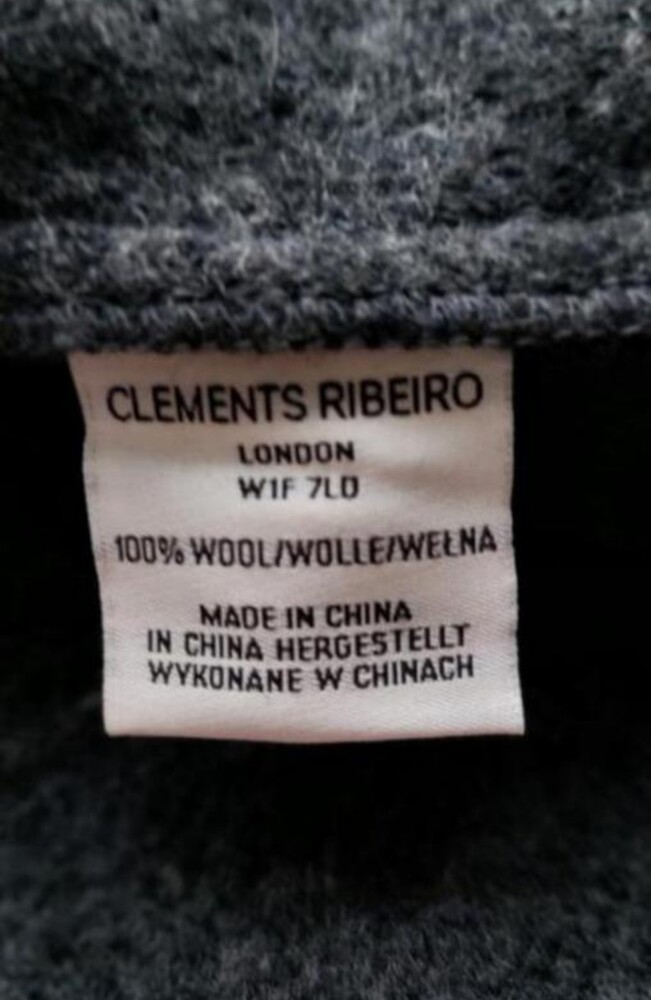 CLEMENTS RIBEIRO
LONDON
W1F 7LD
100% WOOL/WOLLE/WEŁNA
MADE IN CHINA
IN CHINA HERGESTELLT
WYKONANE W CHINACH